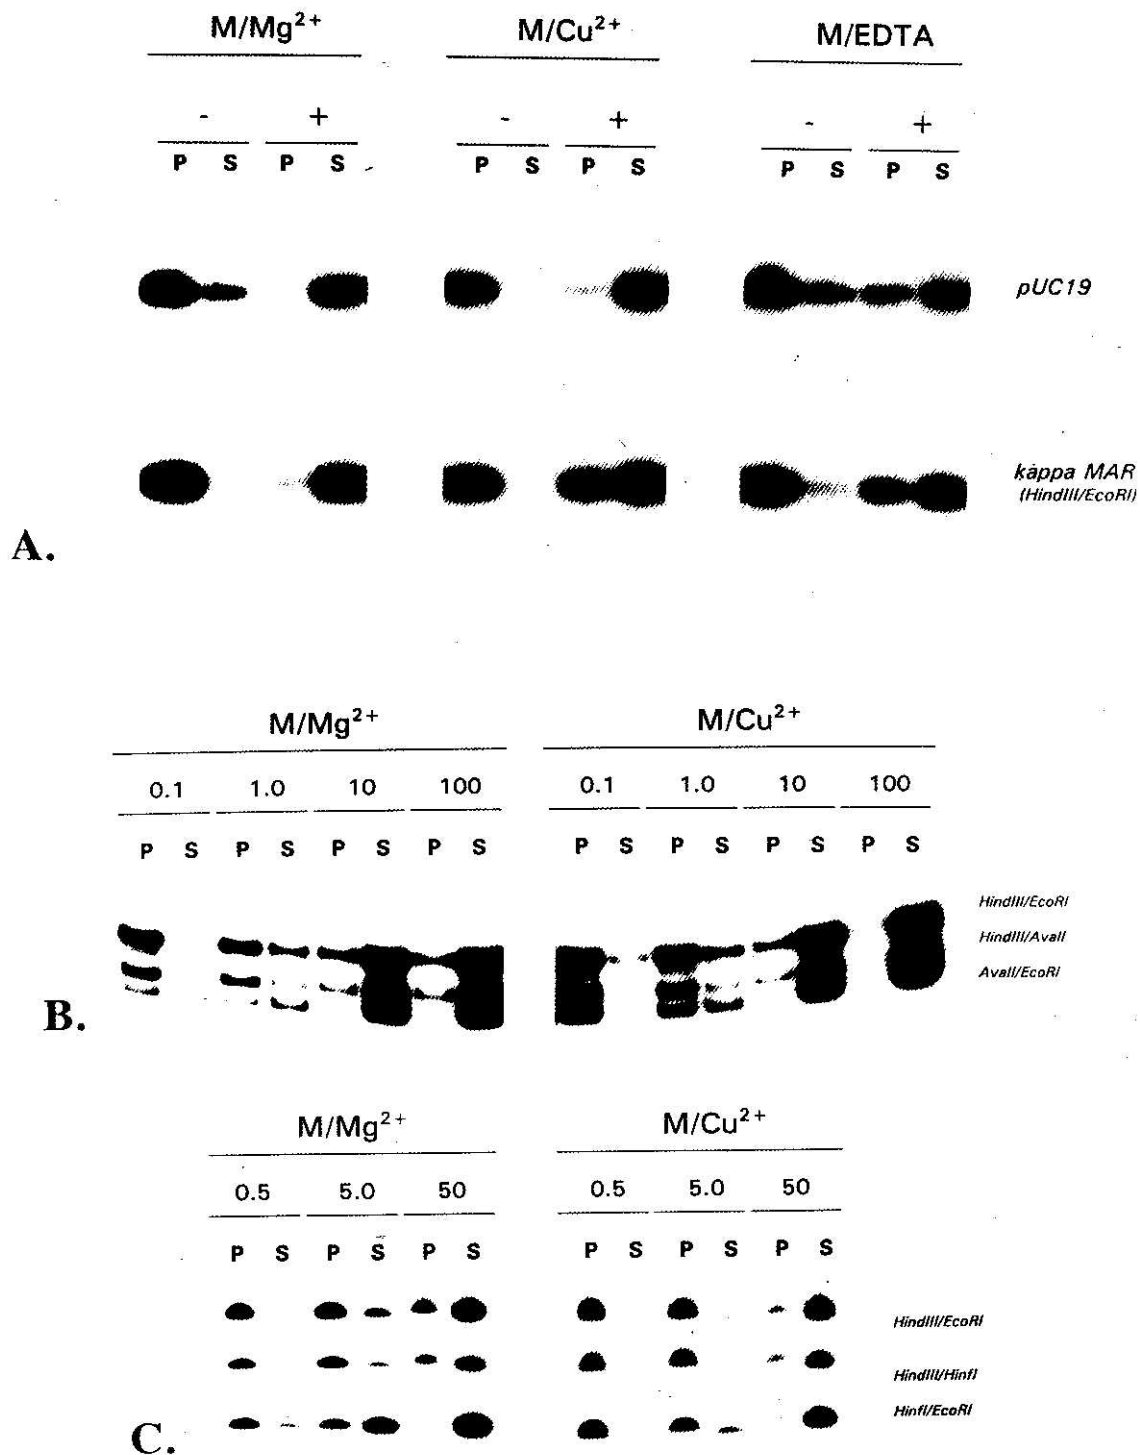 M/Mg²⁺ M/Cu²⁺ M/EDTA
- + - + - +
P S P S P S P S P S P S
pUC19
kappa MAR
(HindIII/EcoRI)
A.
M/Mg²⁺ M/Cu²⁺
0.1 1.0 10 100 0.1 1.0 10 100
P S P S P S P S P S P S P S P S
HindIII/EcoRI
HindIII/AvaII
AvaII/EcoRI
B.
M/Mg²⁺ M/Cu²⁺
0.5 5.0 50 0.5 5.0 50
P S P S P S P S P S P S
HindIII/EcoRI
HindIII/HinfI
HinfI/EcoRI
C.